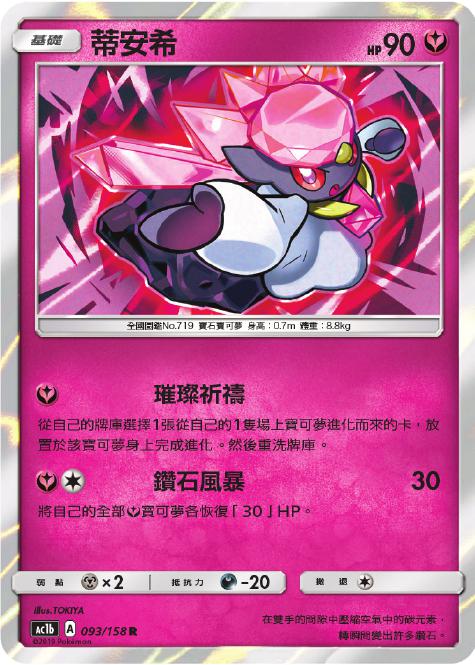 基礎 蒂安希 HP 90
全國圖鑑No.719 寶石寶可夢 身高：0.7m 體重：8.8kg
璀璨祈禱
從自己的牌庫選擇1張從自己的1隻場上寶可夢進化而來的卡，放
置於該寶可夢身上完成進化。然後重洗牌庫。
鑽石風暴 30
將自己的全部寶可夢各恢復「30」HP。
弱點 ×2 抵抗力 -20 撤退
illus.TOKIYA
AC1b A 093/158 R
©2019 Pokémon
在雙手的間隙中壓縮空氣中的碳元素，
轉瞬間變出許多鑽石。